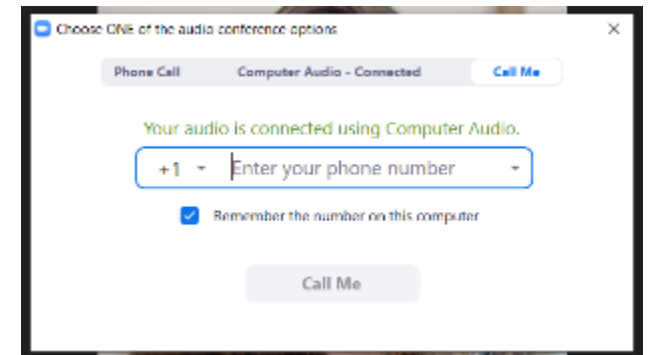 Choose ONE of the audio conference options
Phone Call Computer Audio - Connected Call Me
Your audio is connected using Computer Audio.
+1 Enter your phone number
Remember the number on this computer
Call Me